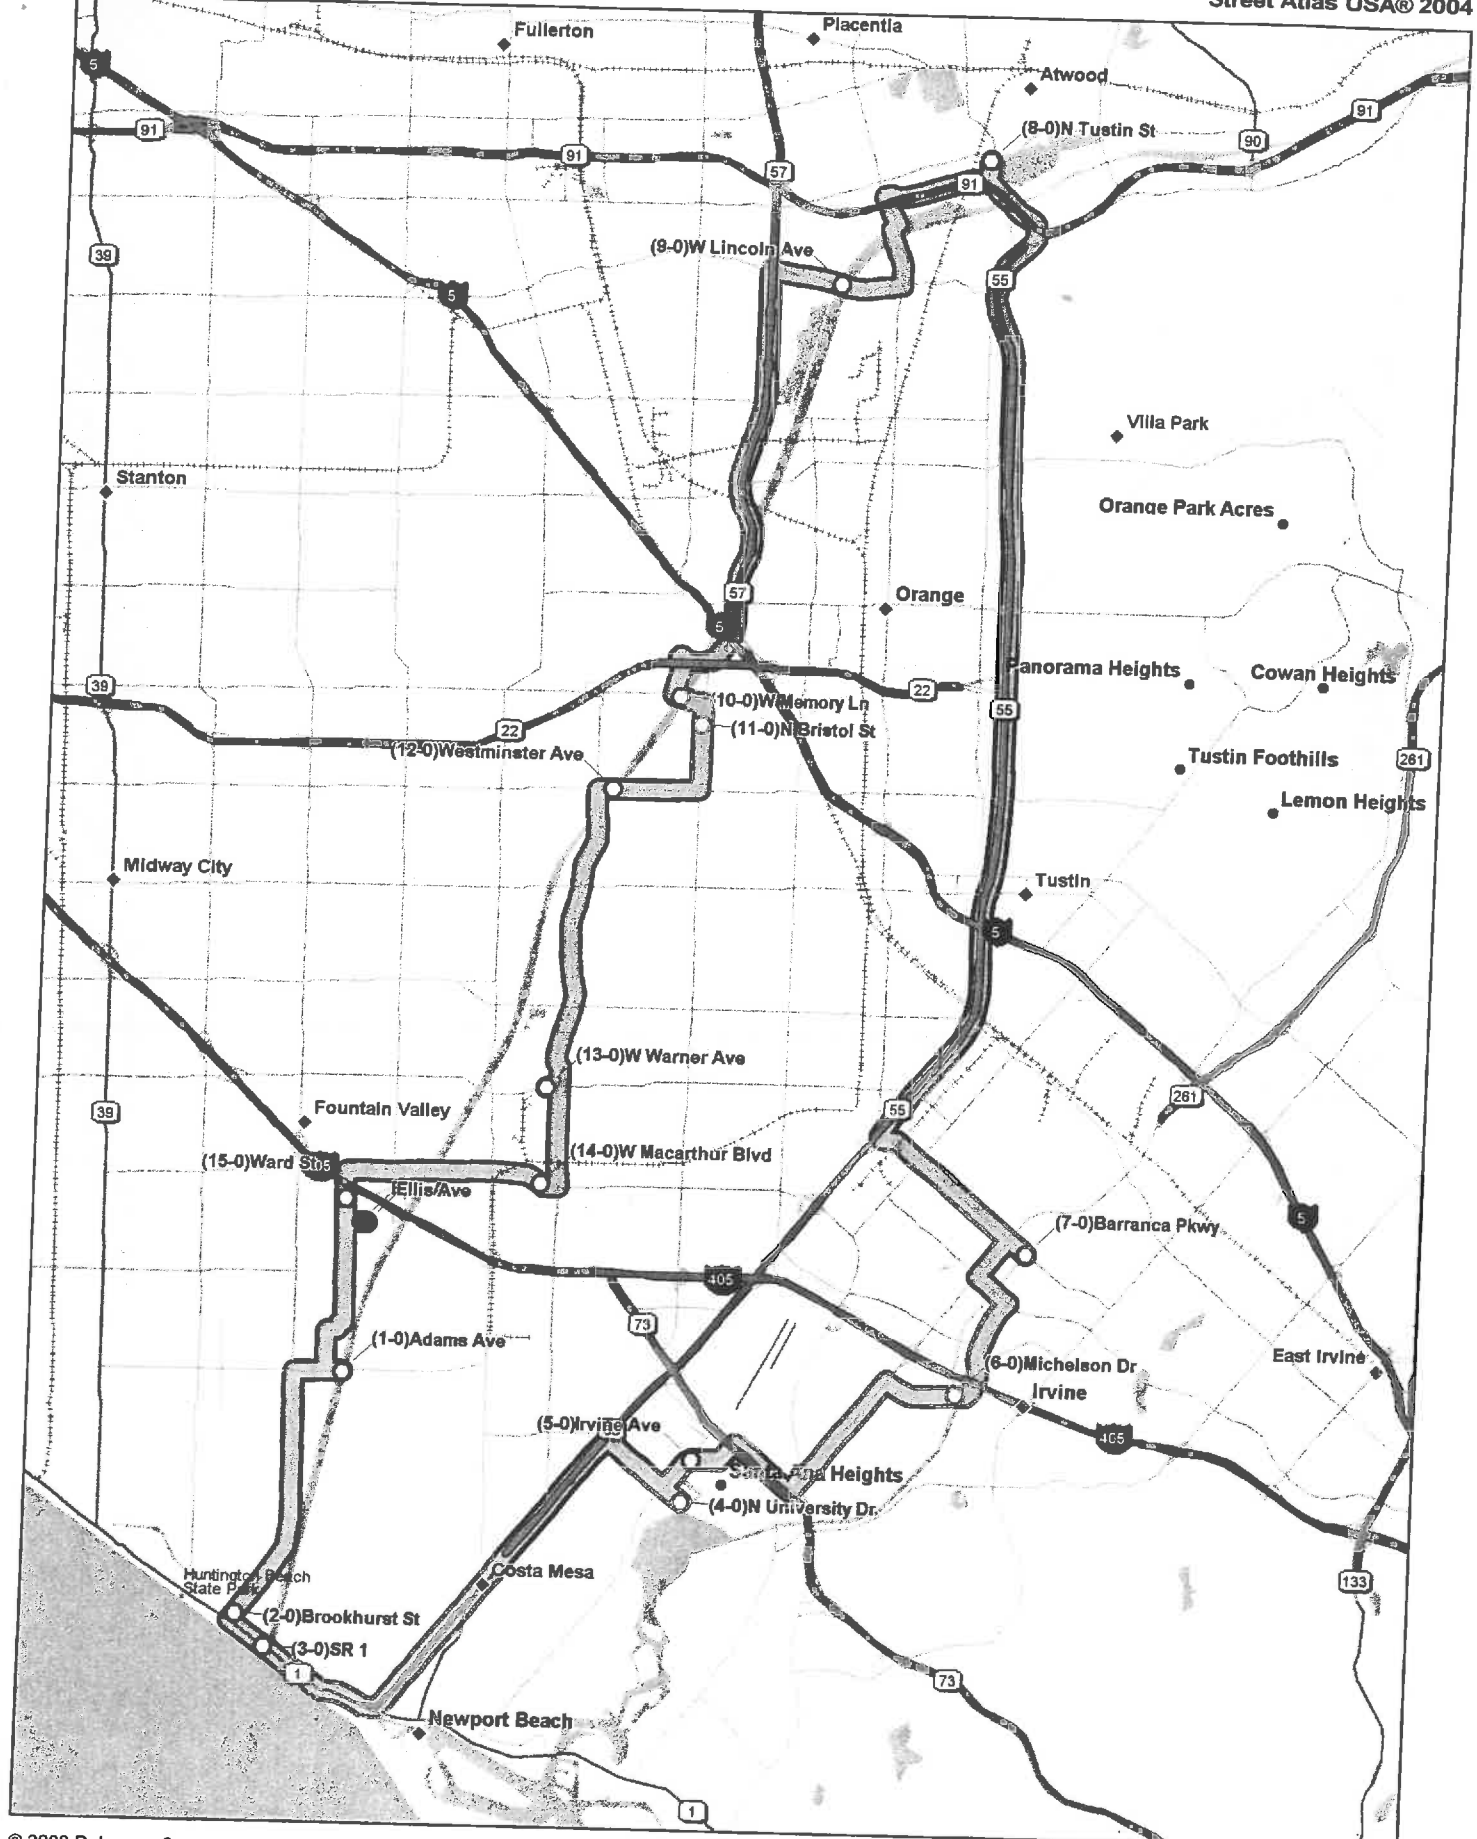 Street Atlas USA® 2004
Fullerton
Placentia
5
Atwood
91
91
(8-0)N Tustin St
90
91
57
91
39
(9-0)W Lincoln Ave
55
5
Villa Park
Stanton
Orange Park Acres
57
Orange
5
Panorama Heights
Cowan Heights
39
22
(10-0)W Memory Ln
55
(11-0)N Bristol St
22
(12-0)Westminster Ave
Tustin Foothills
261
Lemon Heights
Midway City
Tustin
5
(13-0)W Warner Ave
261
39
Fountain Valley
55
(14-0)W Macarthur Blvd
(15-0)Ward St
Ellis Ave
5
(7-0)Barranca Pkwy
405
73
(1-0)Adams Ave
East Irvine
(6-0)Michelson Dr
Irvine
(5-0)Irvine Ave
405
Santa Ana Heights
(4-0)N University Dr.
Huntington Beach
State Park
Costa Mesa
133
(2-0)Brookhurst St
(3-0)SR 1
1
73
Newport Beach
1